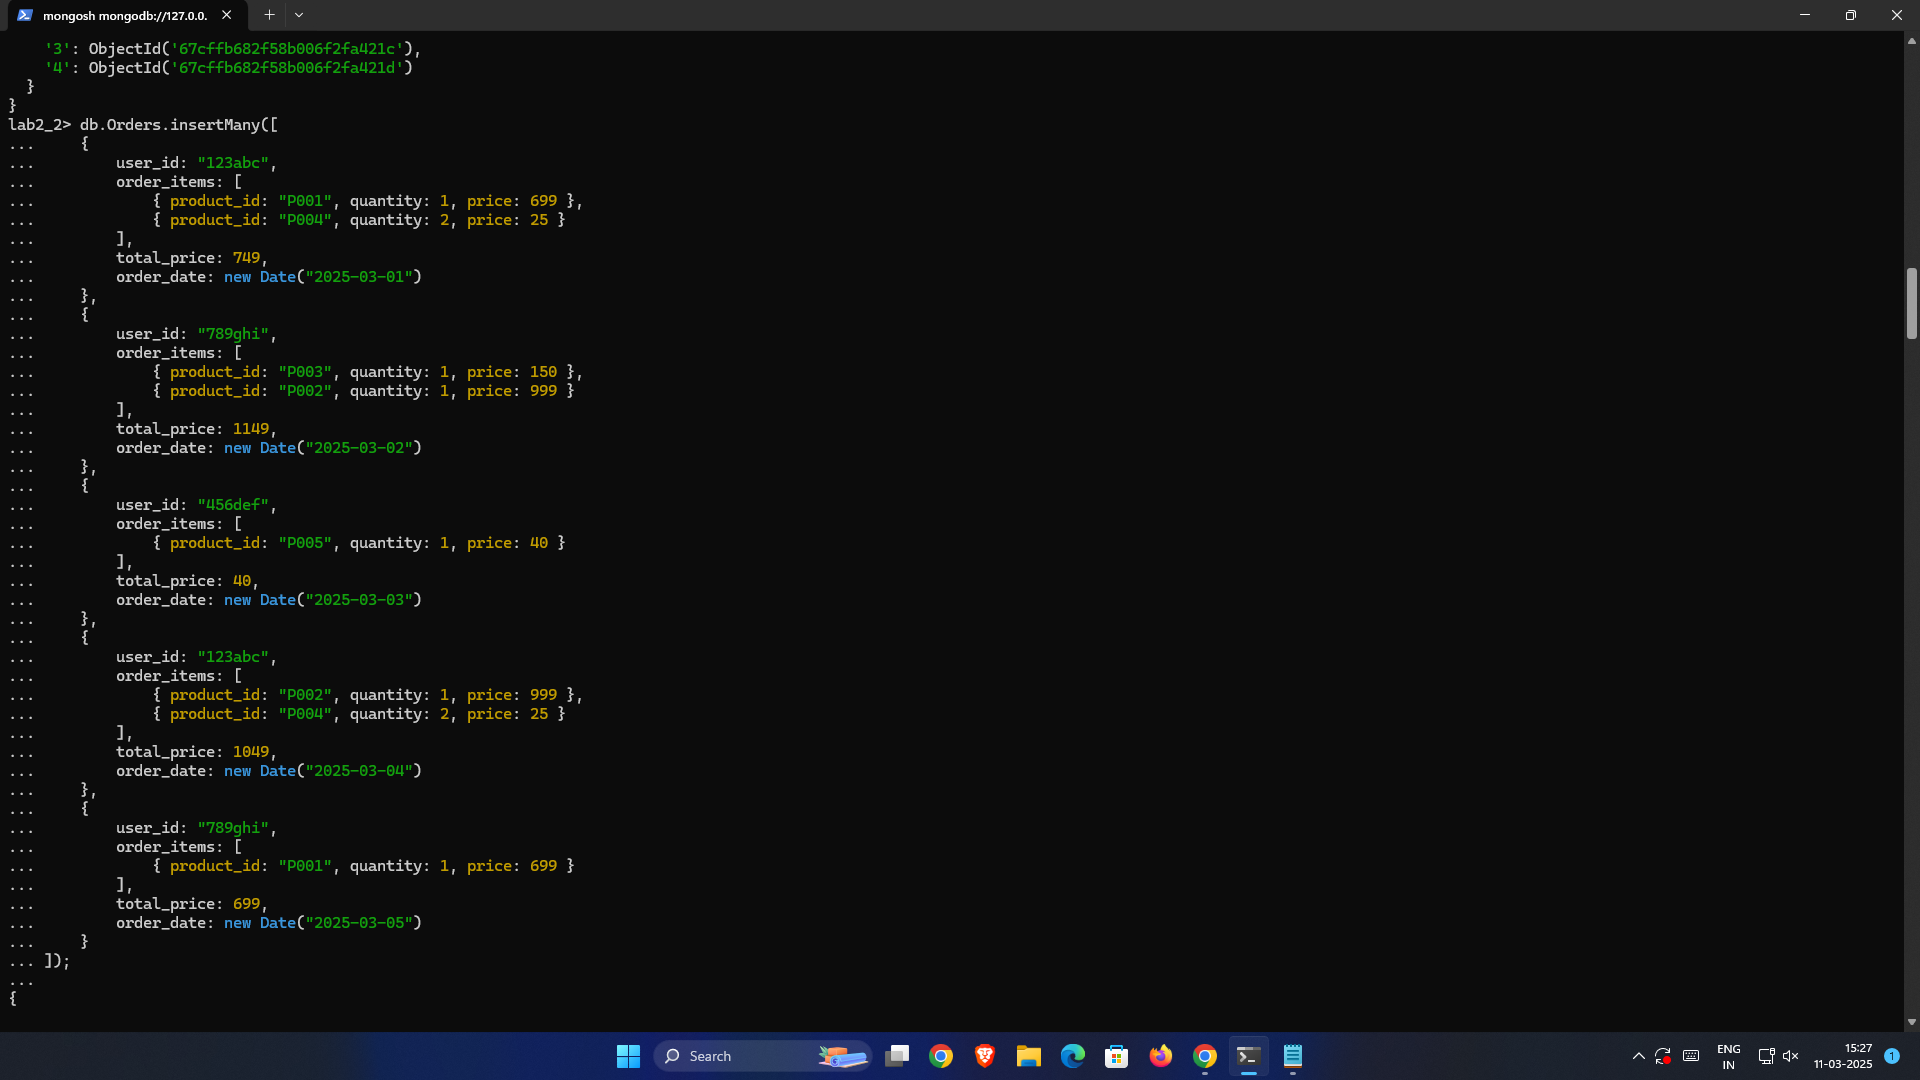 mongosh mongodb://127.0.0.
    '3': ObjectId('67cffb682f58b006f2fa421c'),
    '4': ObjectId('67cffb682f58b006f2fa421d')
  }
}
lab2_2> db.Orders.insertMany([
...     {
...         user_id: "123abc",
...         order_items: [
...             { product_id: "P001", quantity: 1, price: 699 },
...             { product_id: "P004", quantity: 2, price: 25 }
...         ],
...         total_price: 749,
...         order_date: new Date("2025-03-01")
...     },
...     {
...         user_id: "789ghi",
...         order_items: [
...             { product_id: "P003", quantity: 1, price: 150 },
...             { product_id: "P002", quantity: 1, price: 999 }
...         ],
...         total_price: 1149,
...         order_date: new Date("2025-03-02")
...     },
...     {
...         user_id: "456def",
...         order_items: [
...             { product_id: "P005", quantity: 1, price: 40 }
...         ],
...         total_price: 40,
...         order_date: new Date("2025-03-03")
...     },
...     {
...         user_id: "123abc",
...         order_items: [
...             { product_id: "P002", quantity: 1, price: 999 },
...             { product_id: "P004", quantity: 2, price: 25 }
...         ],
...         total_price: 1049,
...         order_date: new Date("2025-03-04")
...     },
...     {
...         user_id: "789ghi",
...         order_items: [
...             { product_id: "P001", quantity: 1, price: 699 }
...         ],
...         total_price: 699,
...         order_date: new Date("2025-03-05")
...     }
... ]);
...
{
Search
ENG
IN
15:27
11-03-2025
1